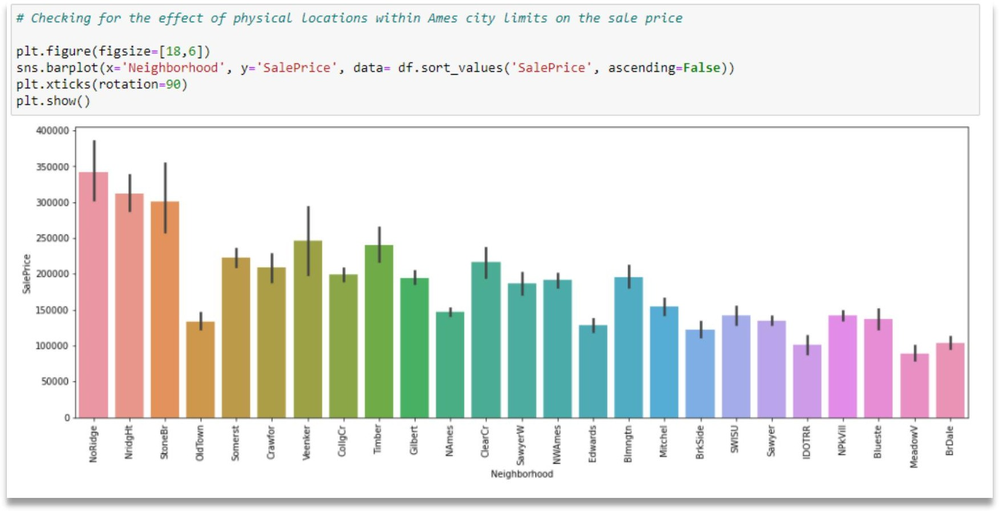 # Checking for the effect of physical locations within Ames city limits on the sale price
plt.figure(figsize=[18,6])
sns.barplot(x='Neighborhood', y='SalePrice', data= df.sort_values('SalePrice', ascending=False))
plt.xticks(rotation=90)
plt.show()
400000
350000
300000
250000
200000
150000
100000
50000
0
SalePrice
NoRidge
NridgHt
StoneBr
OldTown
Somerst
Crawfor
Veenker
CollgCr
Timber
Gilbert
NAmes
ClearCr
SawyerW
NWAmes
Edwards
Blmngtn
Mitchel
BrkSide
SWISU
Sawyer
IDOTRR
NPkVill
Blueste
MeadowV
BrDale
Neighborhood